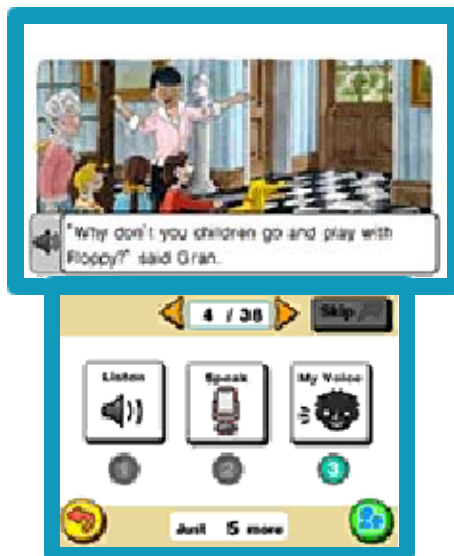 "Why don't you children go and play with
Floppy?" said Gran.
4 / 36
Skip
Listen
Speak
My Voice
1
2
3
Just 5 more